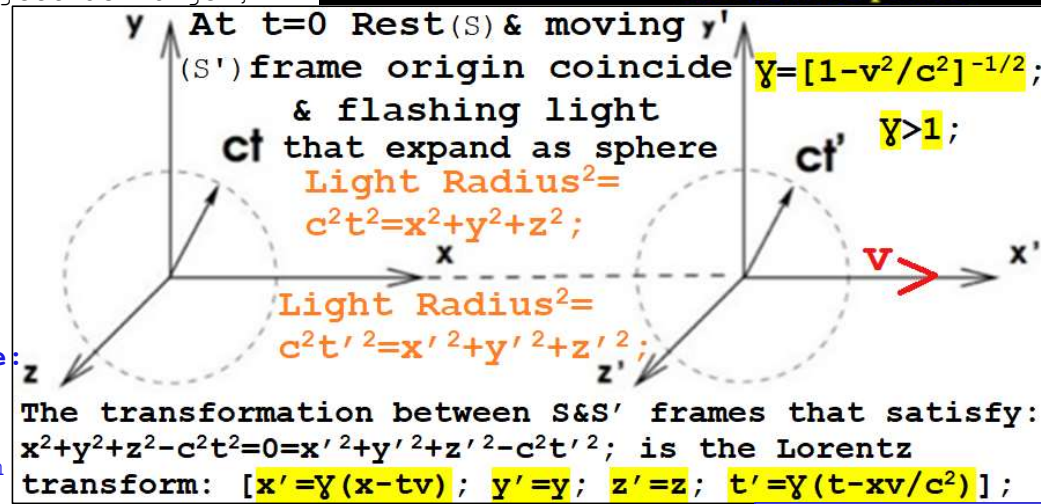 y At t=0 Rest(S)& moving y'
(S')frame origin coincide
& flashing light
that expand as sphere
ɣ=[1-v²/c²]⁻¹/²;
ɣ>1;
ct
ct'
Light Radius²=
c²t²=x²+y²+z²;
x
v
x'
Light Radius²=
c²t′²=x′²+y′²+z′²;
z
z'
The transformation between S&S′ frames that satisfy:
x²+y²+z²-c²t²=0=x′²+y′²+z′²-c²t′²; is the Lorentz
transform: [x′=ɣ(x-tv); y′=y; z′=z; t′=ɣ(t-xv/c²)];